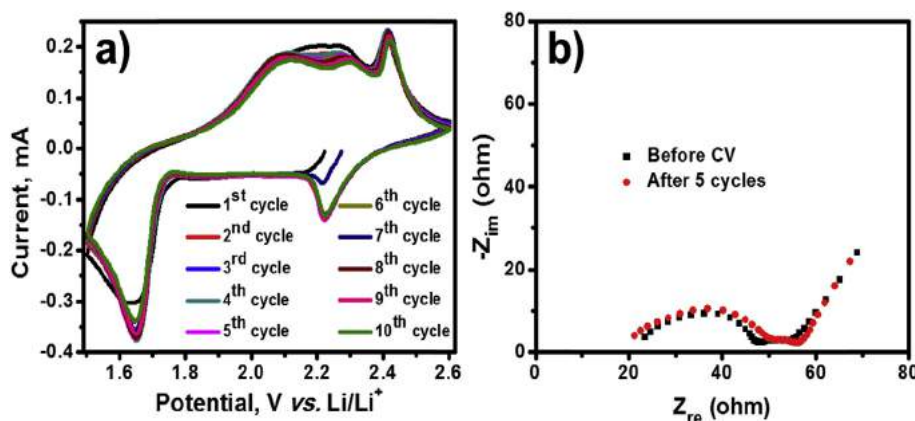 a)
0.2
0.1
0.0
-0.1
-0.2
-0.3
-0.4
Current, mA
1st cycle
2nd cycle
3rd cycle
4th cycle
5th cycle
6th cycle
7th cycle
8th cycle
9th cycle
10th cycle
1.6 1.8 2.0 2.2 2.4 2.6
Potential, V vs. Li/Li+
b)
80
60
40
20
0
-Zim (ohm)
Before CV
After 5 cycles
0 20 40 60 80
Zre (ohm)